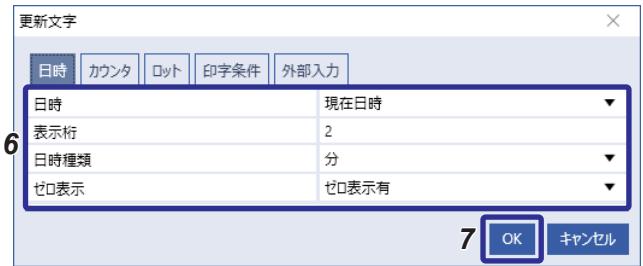 更新文字
日時 カウンタ ロット 印字条件 外部入力
日時 現在日時
表示桁 2
日時種類 分
ゼロ表示 ゼロ表示有
6
7 OK キャンセル